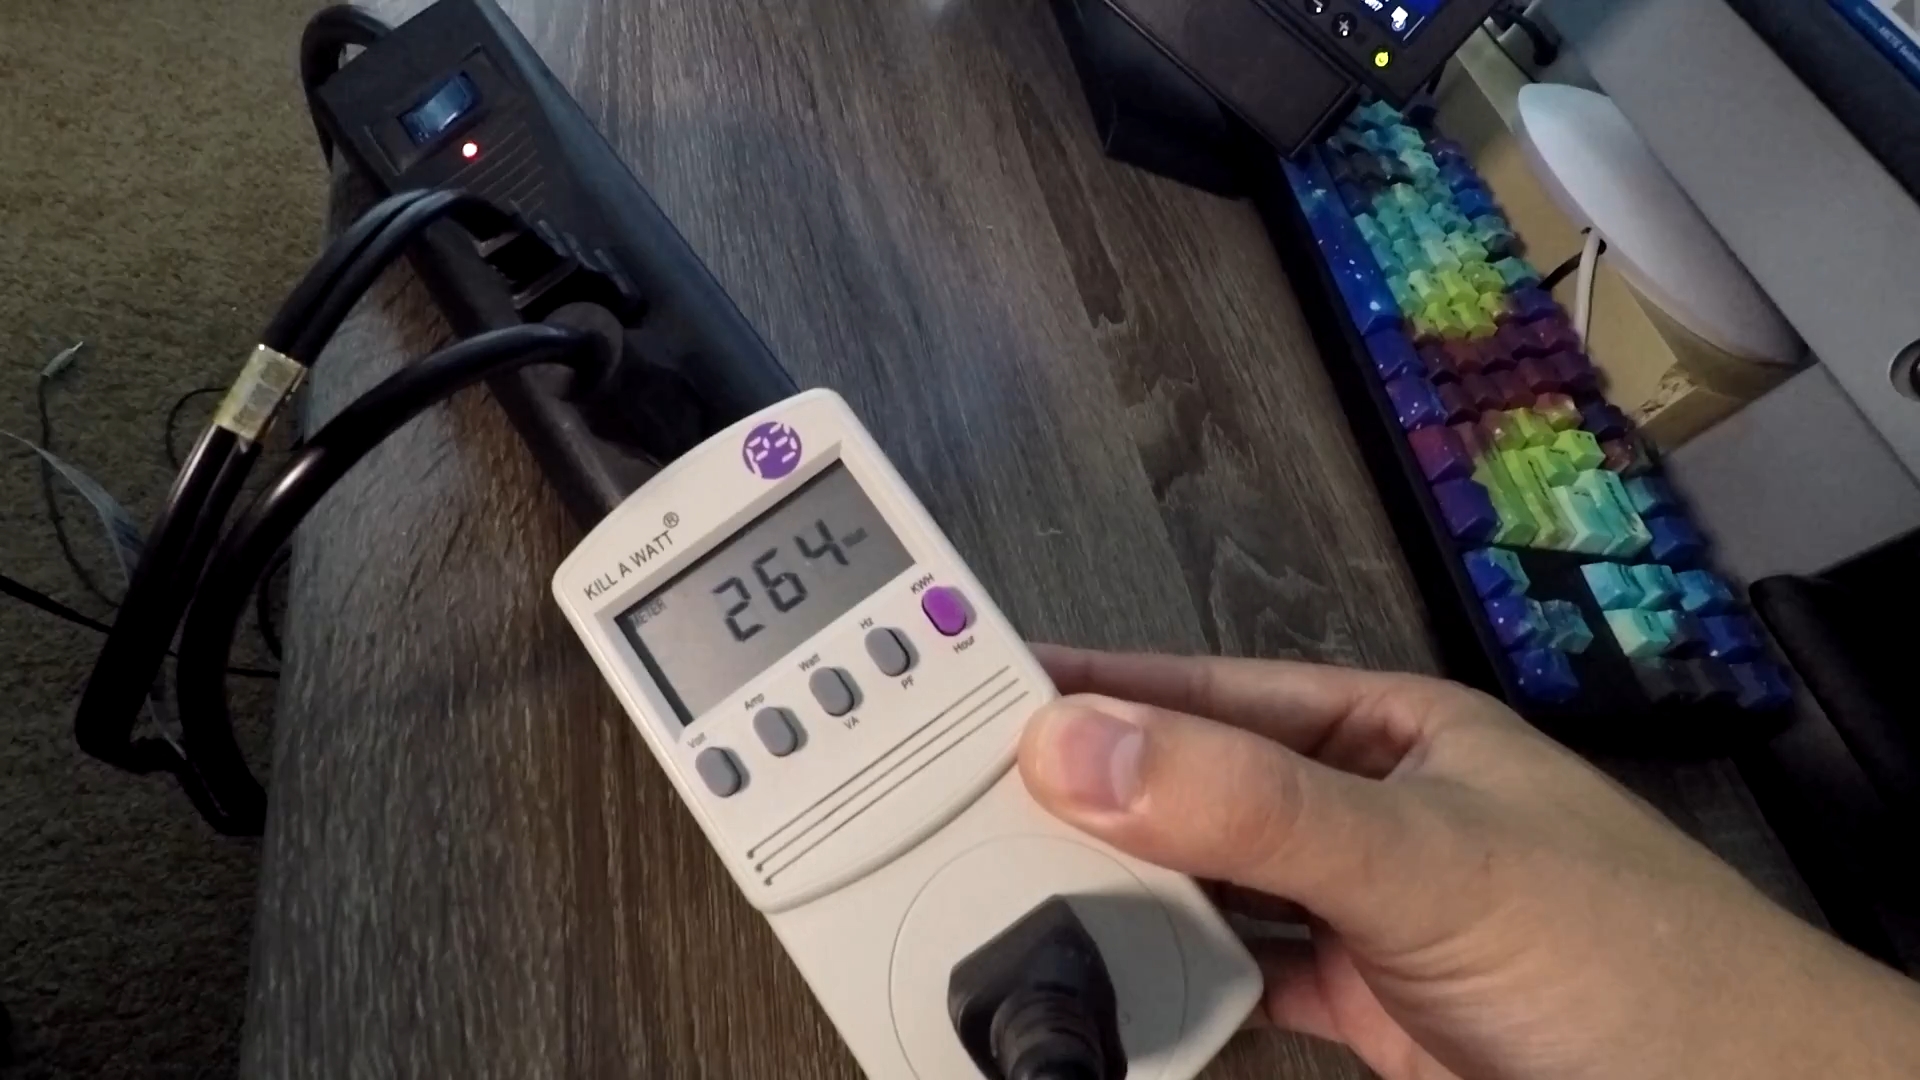 KILL A WATT®
METER
264
Volt
Amp
Watt
VA
Hz
PF
KWH
Hour